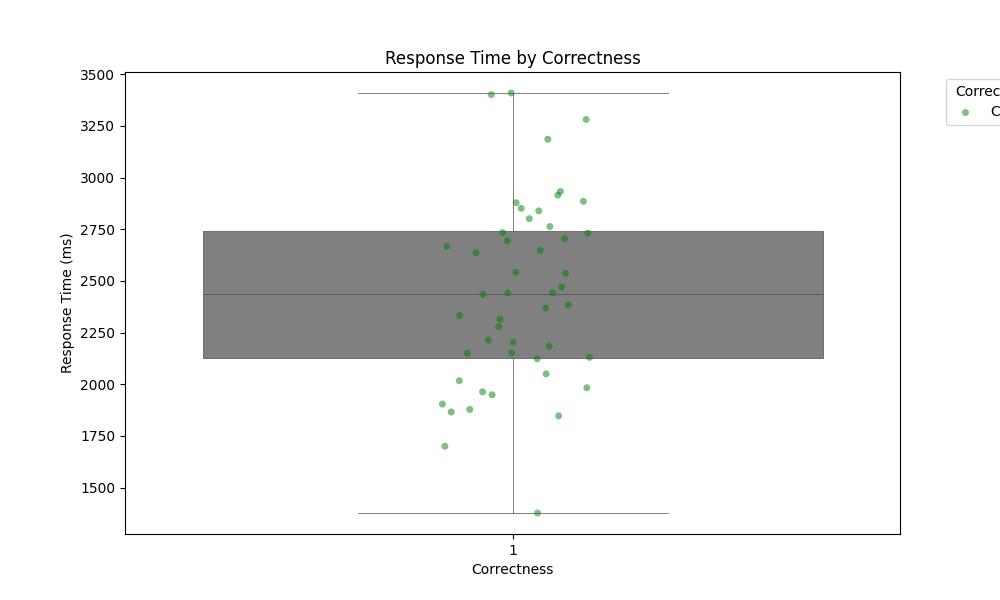 Response Time by Correctness
3500
3250
3000
2750
2500
2250
2000
1750
1500
Response Time (ms)
1
Correctness
Correc
C